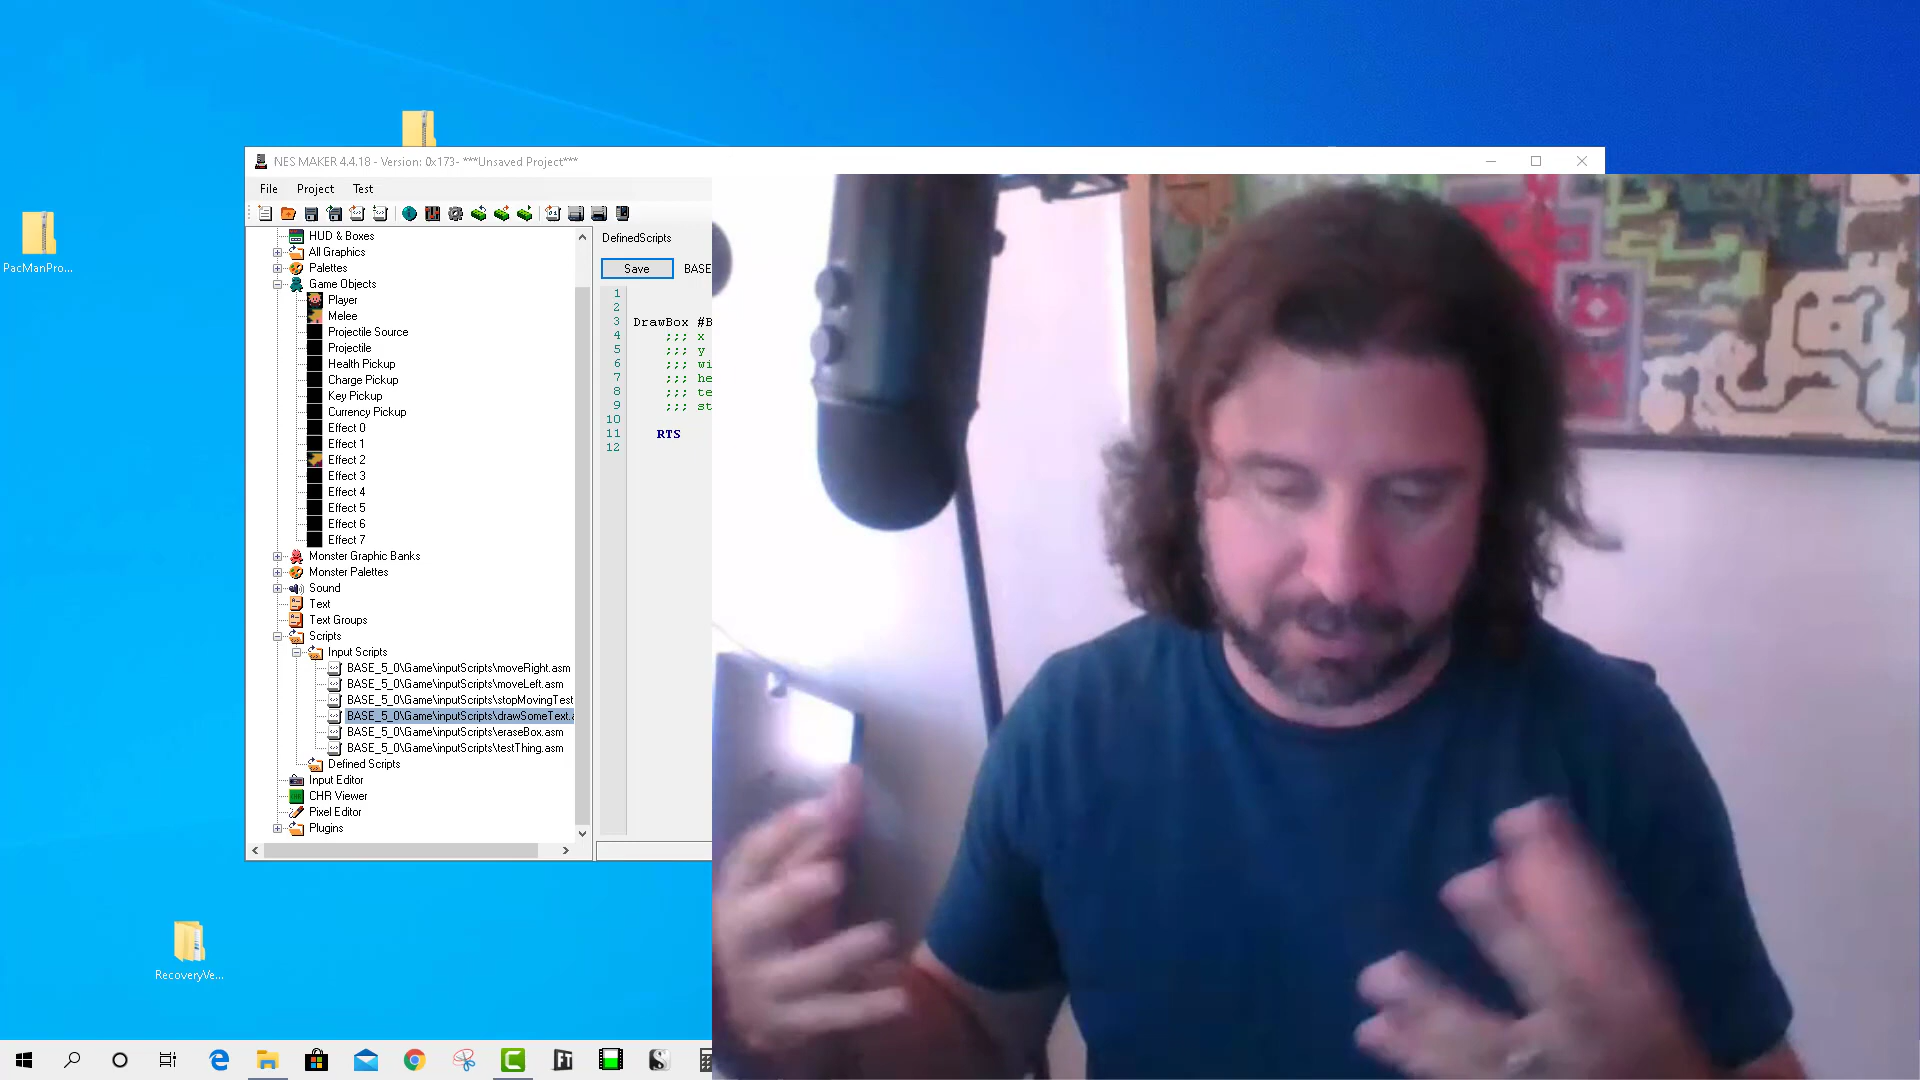 NES MAKER 4.4.18 - Version: 0x173- ***Unsaved Project***
File Project Test
HUD & Boxes
All Graphics
Palettes
Game Objects
Player
Melee
Projectile Source
Projectile
Health Pickup
Charge Pickup
Key Pickup
Currency Pickup
Effect 0
Effect 1
Effect 2
Effect 3
Effect 4
Effect 5
Effect 6
Effect 7
Monster Graphic Banks
Monster Palettes
Sound
Text
Text Groups
Scripts
Input Scripts
BASE_5_0\Game\inputScripts\moveRight.asm
BASE_5_0\Game\inputScripts\moveLeft.asm
BASE_5_0\Game\inputScripts\stopMovingTest
BASE_5_0\Game\inputScripts\drawSomeText.a
BASE_5_0\Game\inputScripts\eraseBox.asm
BASE_5_0\Game\inputScripts\testThing.asm
Defined Scripts
Input Editor
CHR Viewer
Pixel Editor
Plugins
DefinedScripts
Save BASE
1
2
3 DrawBox #B
4 ;;; x
5 ;;; y
6 ;;; wi
7 ;;; he
8 ;;; te
9 ;;; st
10
11 RTS
12
PacManPro...
RecoveryVe...